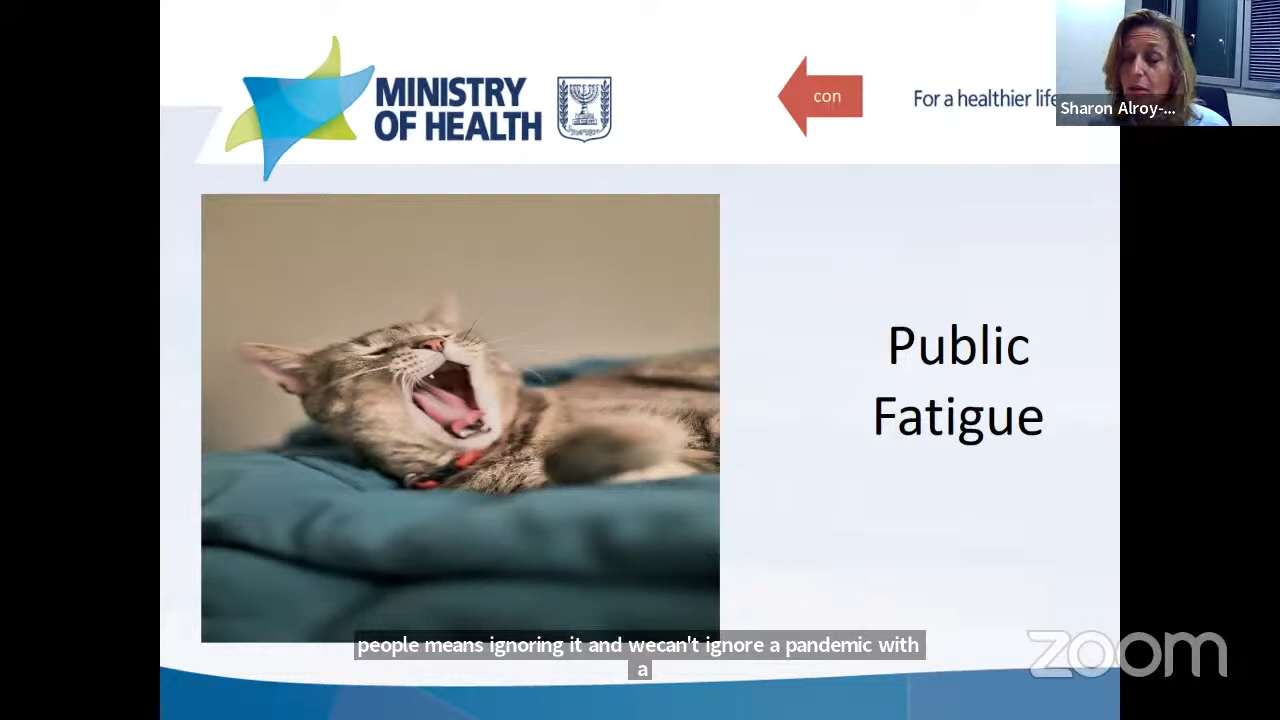 MINISTRY
OF HEALTH
con
For a healthier life
Sharon Alroy-...
Public
Fatigue
people means ignoring it and wecan't ignore a pandemic with
a
zoom